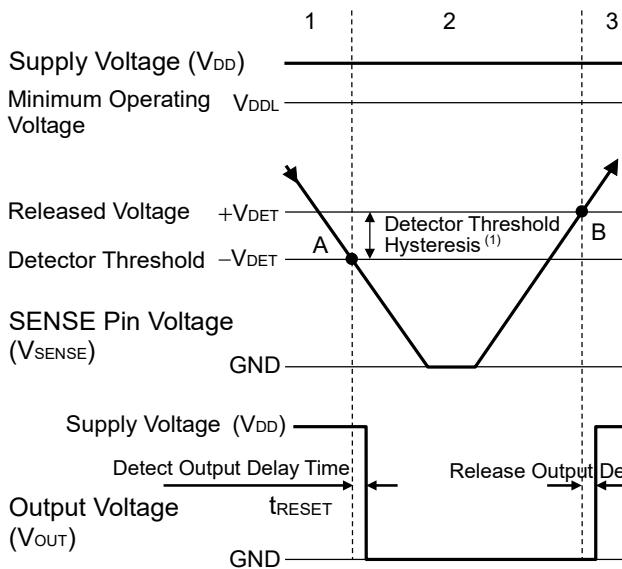 1 2 3
Supply Voltage (VDD)
Minimum Operating VDDL
Voltage
Released Voltage +VDET
Detector Threshold
Hysteresis (1)
A
B
Detector Threshold −VDET
SENSE Pin Voltage
(VSENSE)
GND
Supply Voltage (VDD)
Detect Output Delay Time
Release Output De
tRESET
Output Voltage
(VOUT)
GND